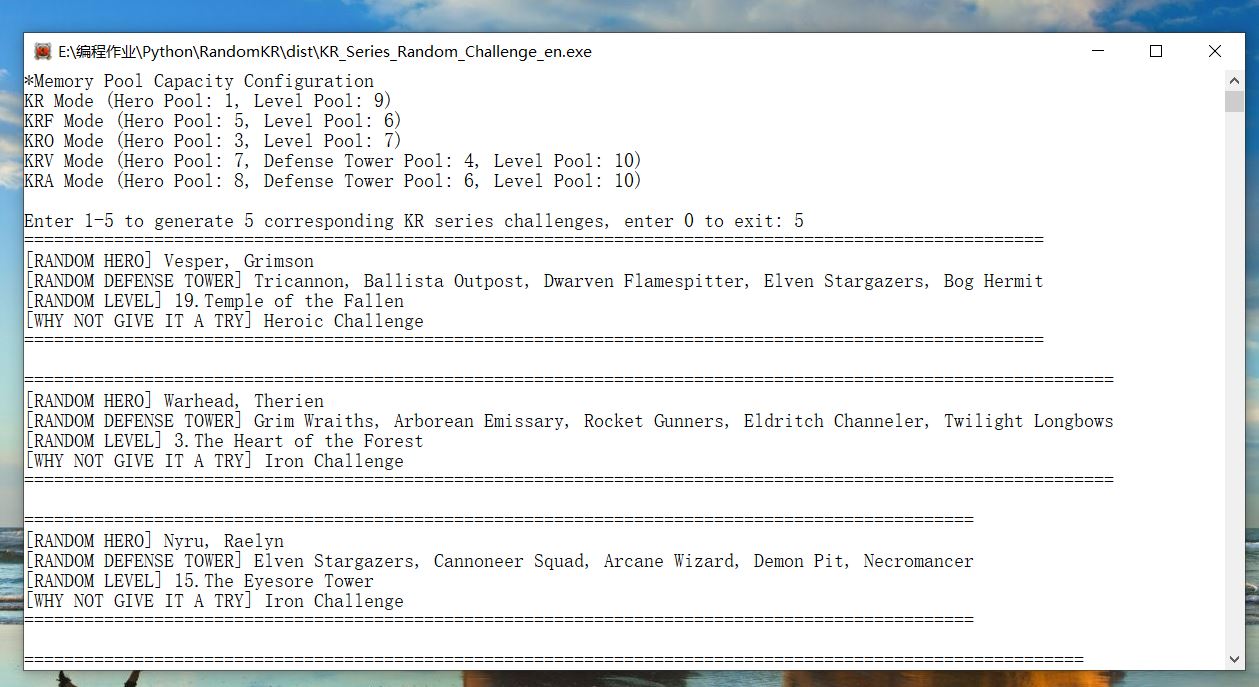 E:\编程作业\Python\RandomKR\dist\KR_Series_Random_Challenge_en.exe
*Memory Pool Capacity Configuration
KR Mode (Hero Pool: 1, Level Pool: 9)
KRF Mode (Hero Pool: 5, Level Pool: 6)
KRO Mode (Hero Pool: 3, Level Pool: 7)
KRV Mode (Hero Pool: 7, Defense Tower Pool: 4, Level Pool: 10)
KRA Mode (Hero Pool: 8, Defense Tower Pool: 6, Level Pool: 10)
Enter 1-5 to generate 5 corresponding KR series challenges, enter 0 to exit: 5
======================================================================================================
[RANDOM HERO] Vesper, Grimson
[RANDOM DEFENSE TOWER] Tricannon, Ballista Outpost, Dwarven Flamespitter, Elven Stargazers, Bog Hermit
[RANDOM LEVEL] 19.Temple of the Fallen
[WHY NOT GIVE IT A TRY] Heroic Challenge
======================================================================================================
=============================================================================================================
[RANDOM HERO] Warhead, Therien
[RANDOM DEFENSE TOWER] Grim Wraiths, Arborean Emissary, Rocket Gunners, Eldritch Channeler, Twilight Longbows
[RANDOM LEVEL] 3.The Heart of the Forest
[WHY NOT GIVE IT A TRY] Iron Challenge
=============================================================================================================
===============================================================================================
[RANDOM HERO] Nyru, Raelyn
[RANDOM DEFENSE TOWER] Elven Stargazers, Cannoneer Squad, Arcane Wizard, Demon Pit, Necromancer
[RANDOM LEVEL] 15.The Eyesore Tower
[WHY NOT GIVE IT A TRY] Iron Challenge
===============================================================================================
==========================================================================================================